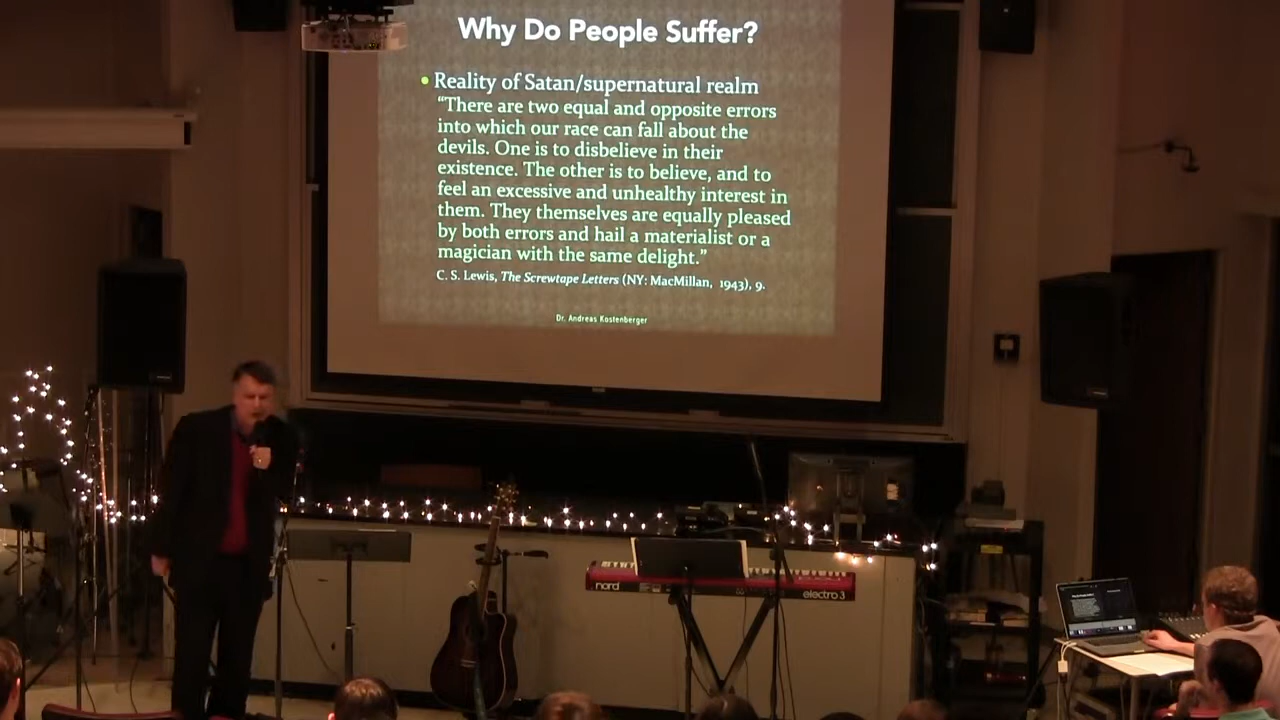 Why Do People Suffer?
• Reality of Satan/supernatural realm
“There are two equal and opposite errors
into which our race can fall about the
devils. One is to disbelieve in their
existence. The other is to believe, and to
feel an excessive and unhealthy interest in
them. They themselves are equally pleased
by both errors and hail a materialist or a
magician with the same delight.”
C. S. Lewis, The Screwtape Letters (NY: MacMillan, 1943), 9.
Dr. Andreas Kostenberger
nord
electro 3